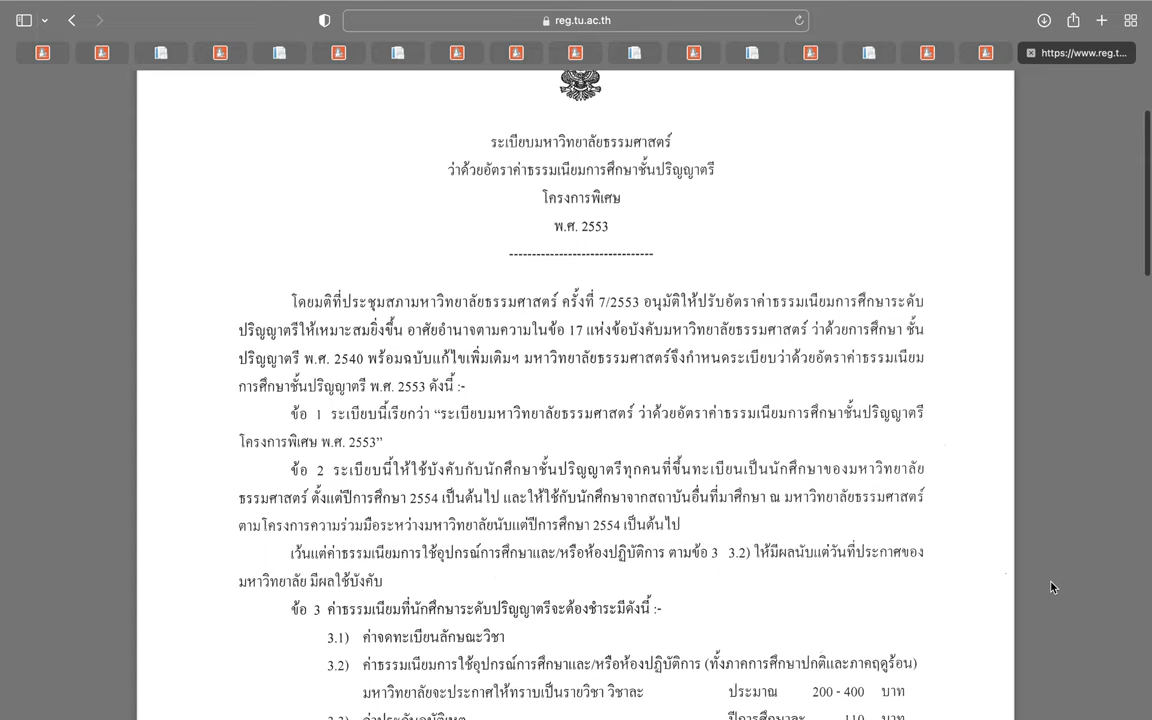 reg.tu.ac.th
https://www.reg.t...
ระเบียบมหาวิทยาลัยธรรมศาสตร์
ว่าด้วยอัตราค่าธรรมเนียมการศึกษาชั้นปริญญาตรี
โครงการพิเศษ
พ.ศ. 2553
--------------------------------
โดยมติที่ประชุมสภามหาวิทยาลัยธรรมศาสตร์ ครั้งที่ 7/2553 อนุมัติให้ปรับอัตราค่าธรรมเนียมการศึกษาระดับ
ปริญญาตรีให้เหมาะสมยิ่งขึ้น อาศัยอำนาจตามความในข้อ 17 แห่งข้อบังคับมหาวิทยาลัยธรรมศาสตร์ ว่าด้วยการศึกษา ชั้น
ปริญญาตรี พ.ศ. 2540 พร้อมฉบับแก้ไขเพิ่มเติมฯ มหาวิทยาลัยธรรมศาสตร์จึงกำหนดระเบียบว่าด้วยอัตราค่าธรรมเนียม
การศึกษาชั้นปริญญาตรี พ.ศ. 2553 ดังนี้ :-
ข้อ 1 ระเบียบนี้เรียกว่า “ระเบียบมหาวิทยาลัยธรรมศาสตร์ ว่าด้วยอัตราค่าธรรมเนียมการศึกษาชั้นปริญญาตรี
โครงการพิเศษ พ.ศ. 2553”
ข้อ 2 ระเบียบนี้ให้ใช้บังคับกับนักศึกษาชั้นปริญญาตรีทุกคนที่ขึ้นทะเบียนเป็นนักศึกษาของมหาวิทยาลัย
ธรรมศาสตร์ ตั้งแต่ปีการศึกษา 2554 เป็นต้นไป และให้ใช้กับนักศึกษาจากสถาบันอื่นที่มาศึกษา ณ มหาวิทยาลัยธรรมศาสตร์
ตามโครงการความร่วมมือระหว่างมหาวิทยาลัยนับแต่ปีการศึกษา 2554 เป็นต้นไป
เว้นแต่ค่าธรรมเนียมการใช้อุปกรณ์การศึกษาและ/หรือห้องปฏิบัติการ ตามข้อ 3 3.2) ให้มีผลนับแต่วันที่ประกาศของ
มหาวิทยาลัย มีผลใช้บังคับ
ข้อ 3 ค่าธรรมเนียมที่นักศึกษาระดับปริญญาตรีจะต้องชำระมีดังนี้ :-
3.1) ค่าจดทะเบียนลักษณะวิชา
3.2) ค่าธรรมเนียมการใช้อุปกรณ์การศึกษาและ/หรือห้องปฏิบัติการ (ทั้งภาคการศึกษาปกติและภาคฤดูร้อน)
มหาวิทยาลัยจะประกาศให้ทราบเป็นรายวิชา วิชาละ ประมาณ 200 - 400 บาท
3.3) ค่าประกันอุบัติเหตุ ปีการศึกษาละ 110 บาท